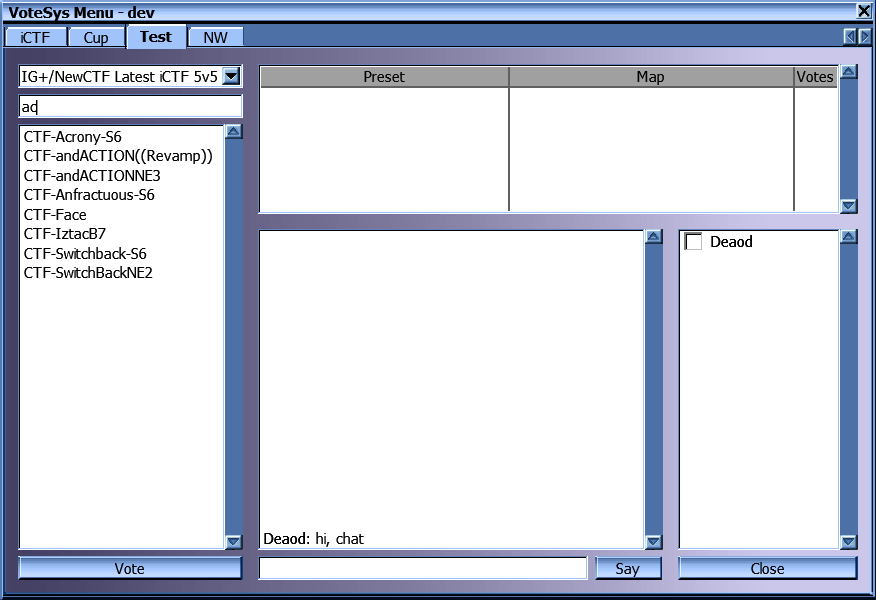 VoteSys Menu - dev
iCTF Cup Test NW
IG+/NewCTF Latest iCTF 5v5
ac
CTF-Acrony-S6
CTF-andACTION((Revamp))
CTF-andACTIONNE3
CTF-Anfractuous-S6
CTF-Face
CTF-IztacB7
CTF-Switchback-S6
CTF-SwitchBackNE2
Vote
Preset Map Votes
Deaod: hi, chat
Say
Deaod
Close